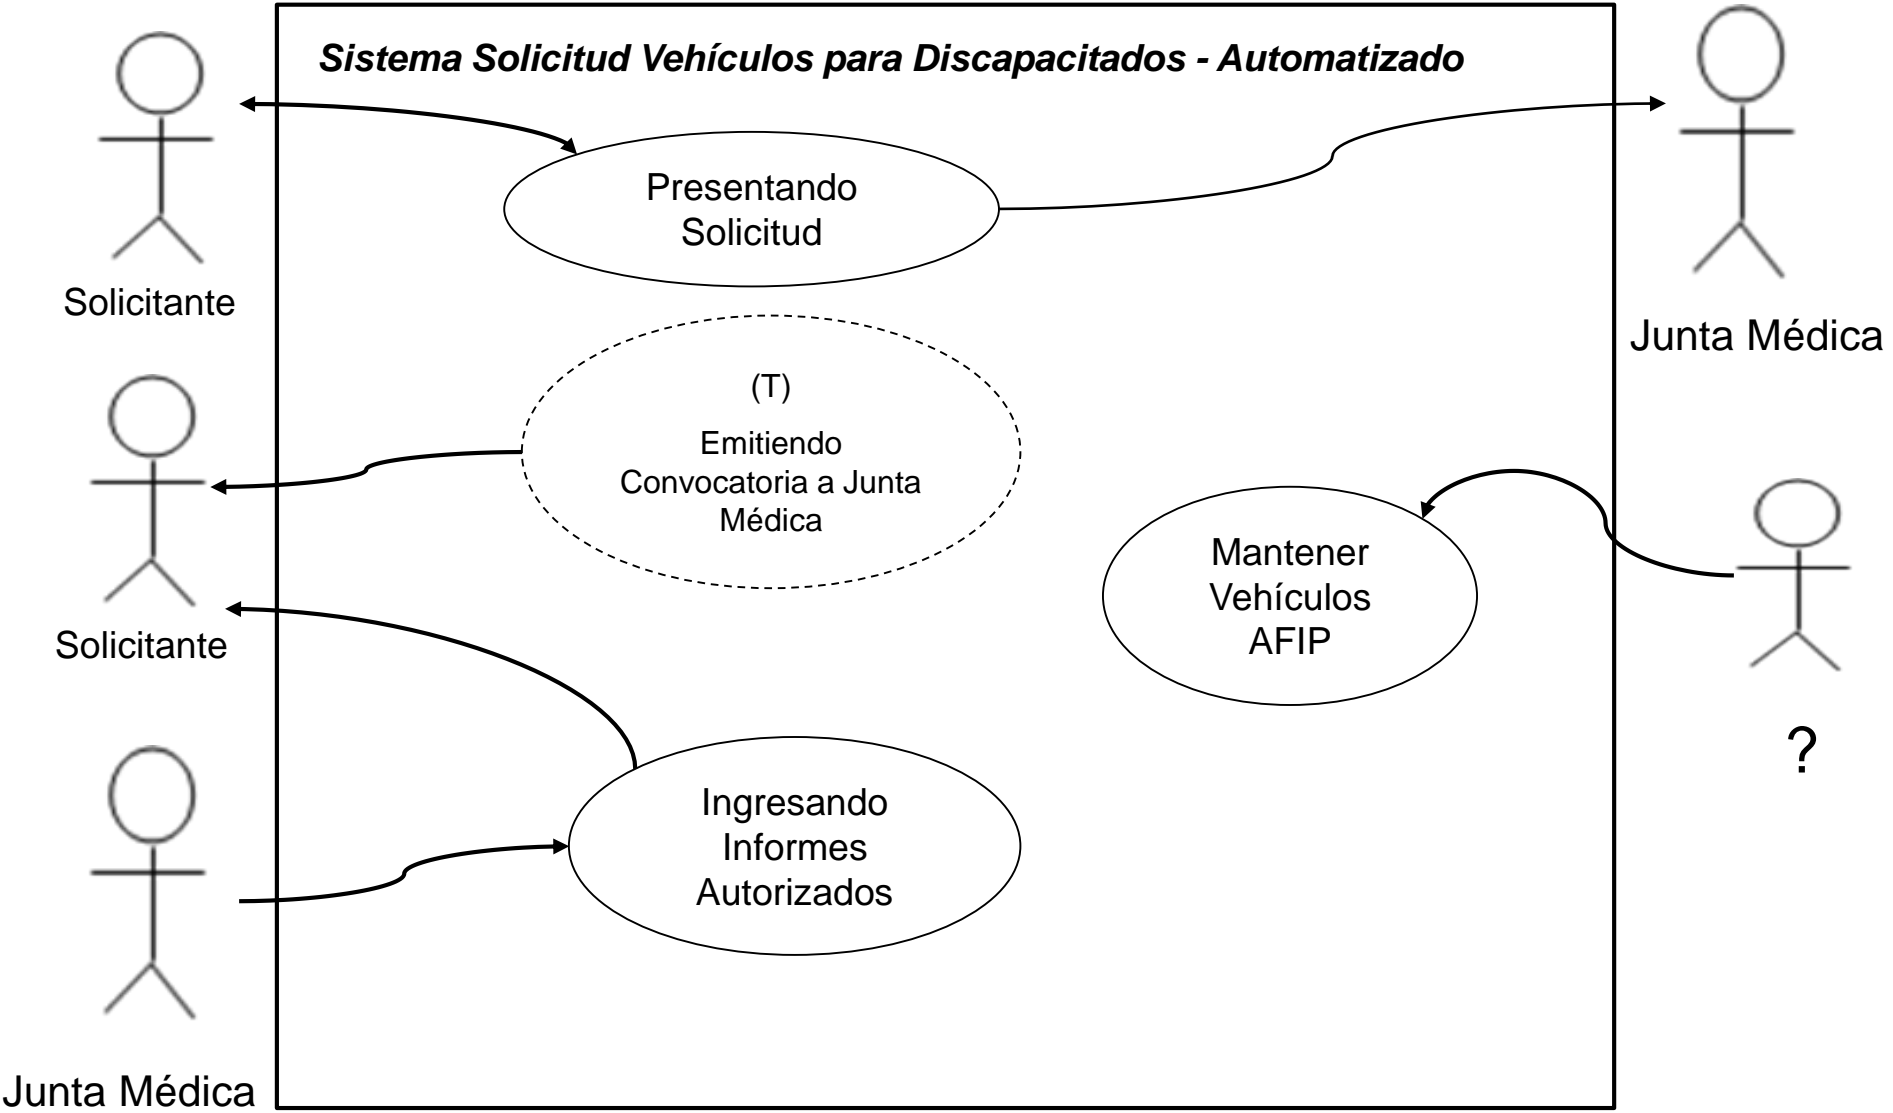 Sistema Solicitud Vehículos para Discapacitados - Automatizado
Presentando
Solicitud
Solicitante
Junta Médica
(T)
Emitiendo
Convocatoria a Junta
Médica
Solicitante
Mantener
Vehículos
AFIP
?
Ingresando
Informes
Autorizados
Junta Médica